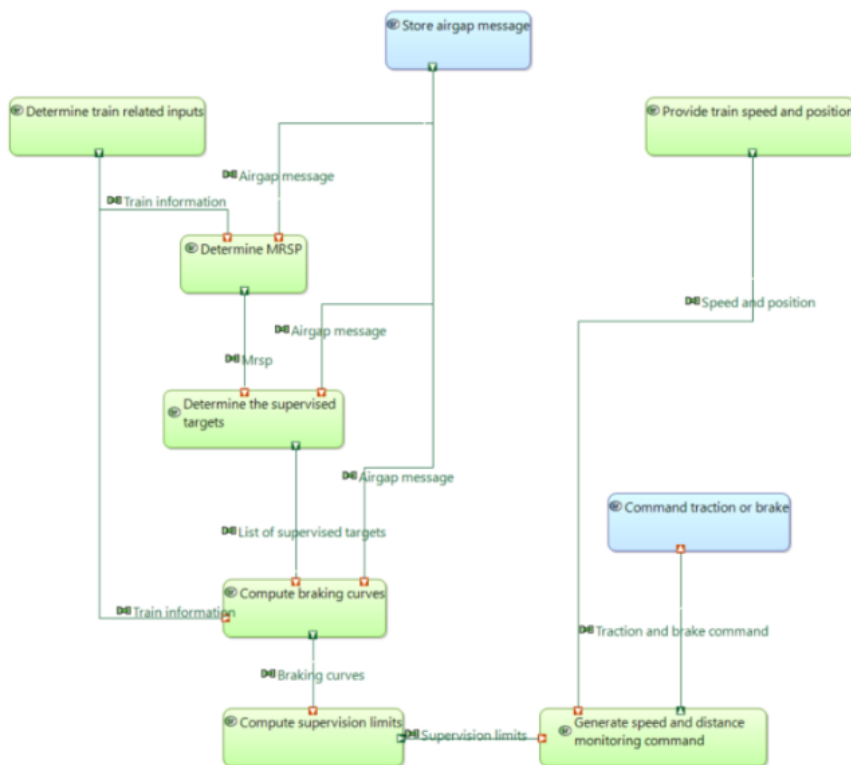 Store airgap message
Determine train related inputs
Provide train speed and position
Airgap message
Train information
Determine MRSP
Speed and position
Airgap message
Mrsp
Determine the supervised
targets
Airgap message
Command traction or brake
List of supervised targets
Compute braking curves
Train information
Traction and brake command
Braking curves
Compute supervision limits
Supervision limits
Generate speed and distance
monitoring command